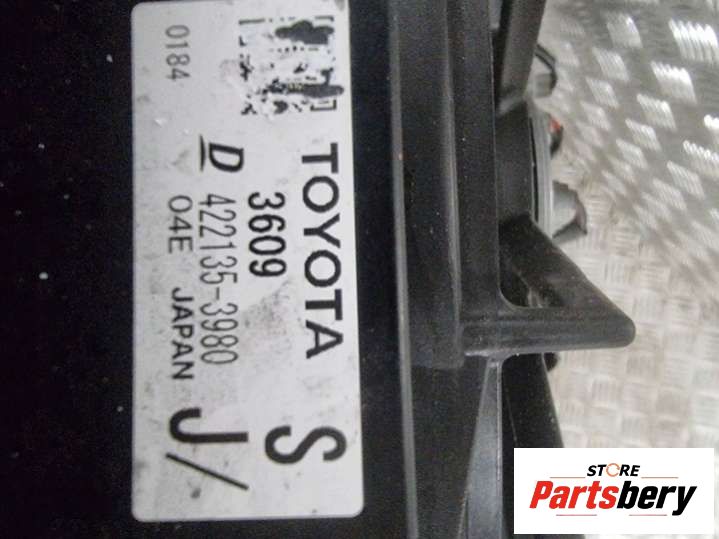 TOYOTA S
3609
422135-3980 J/
D 04E JAPAN
0184
STORE
Partsbery